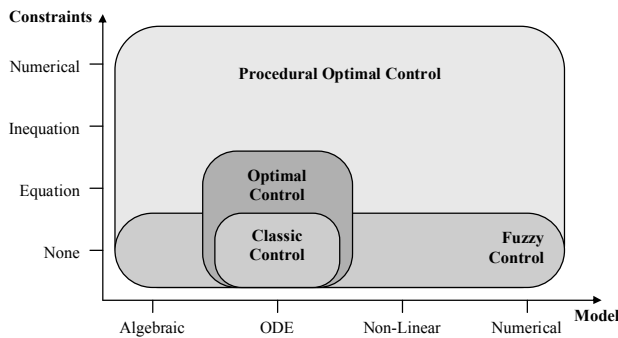 Constraints
Numerical
Procedural Optimal Control
Inequation
Optimal
Control
Equation
Classic
Control
Fuzzy
Control
None
Model
Algebraic
ODE
Non-Linear
Numerical